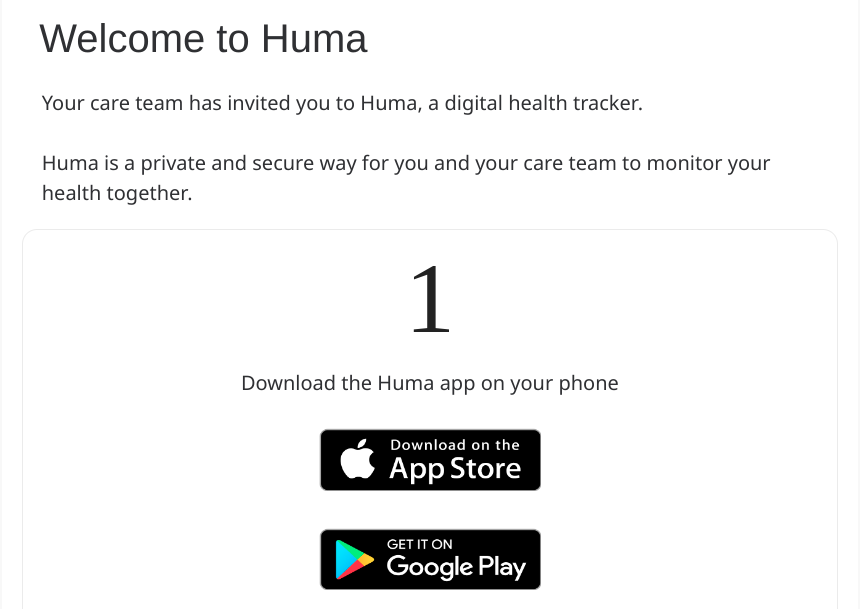 Welcome to Huma
Your care team has invited you to Huma, a digital health tracker.
Huma is a private and secure way for you and your care team to monitor your
health together.
1
Download the Huma app on your phone
Download on the
App Store
GET IT ON
Google Play